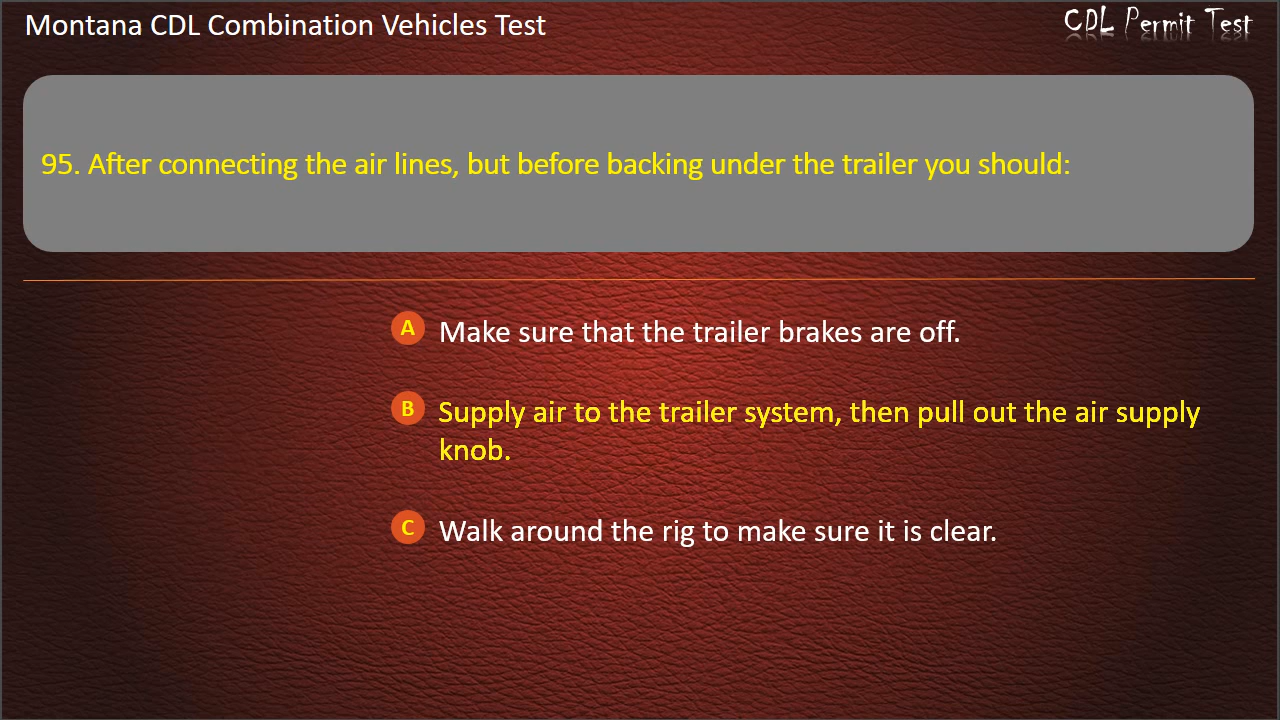 Montana CDL Combination Vehicles Test
CDL Permit Test
95. After connecting the air lines, but before backing under the trailer you should:
A Make sure that the trailer brakes are off.
B Supply air to the trailer system, then pull out the air supply
knob.
C Walk around the rig to make sure it is clear.